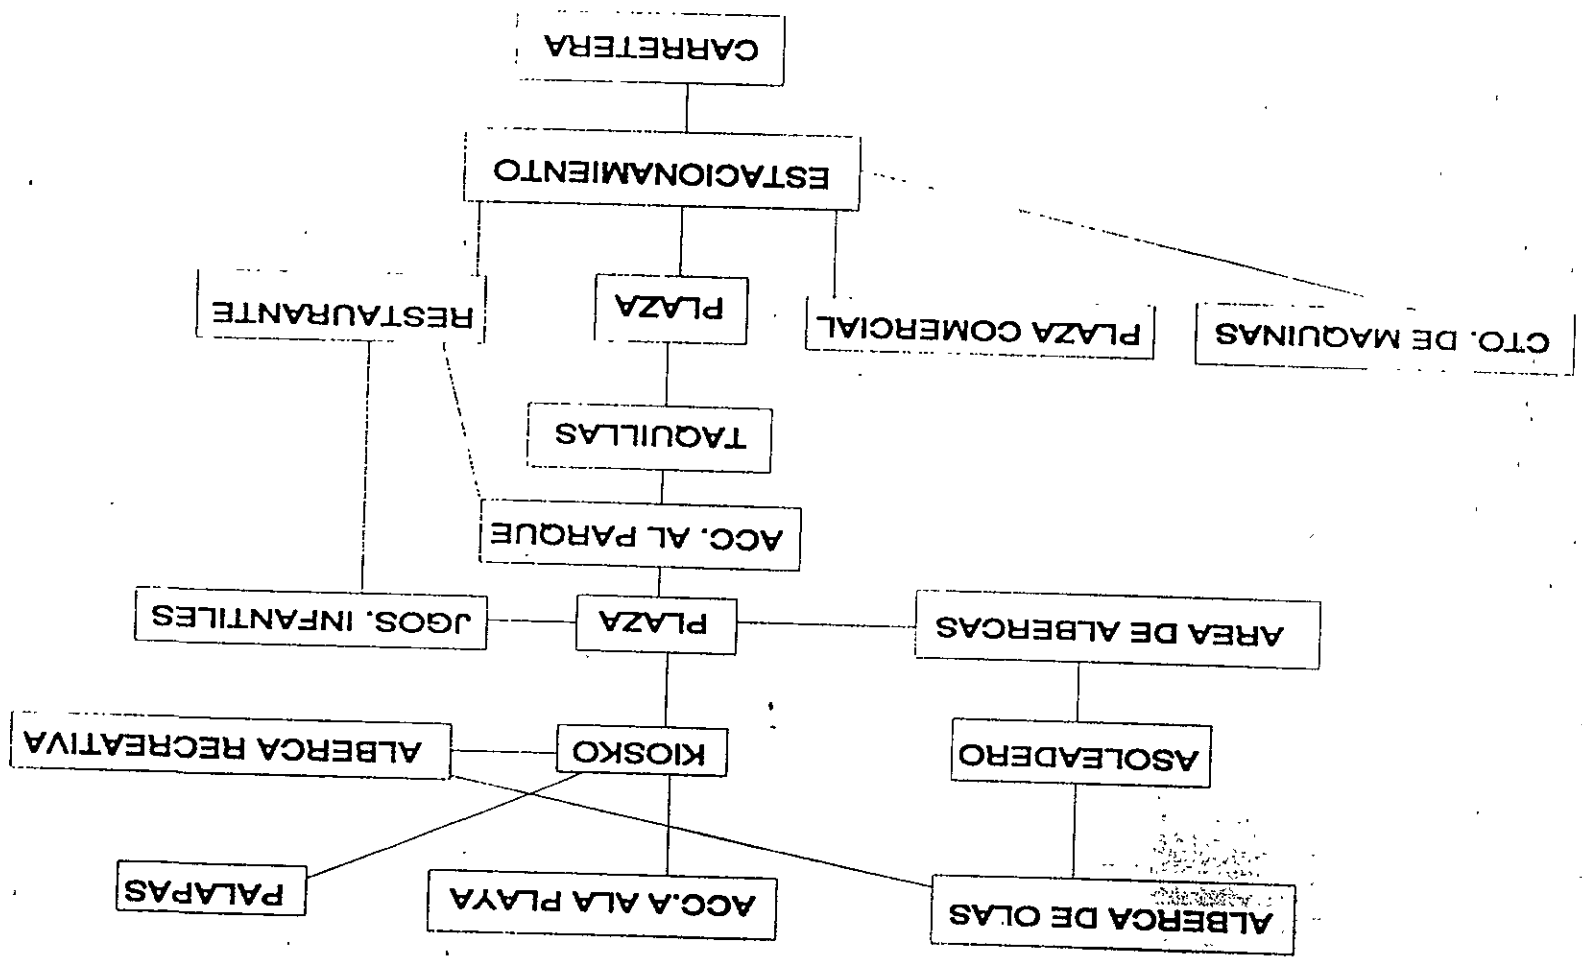 ALBERCA DE OLAS
ACC.A ALA PLAYA
PALAPAS
ASOLEADERO
KIOSKO
ALBERCA RECREATIVA
AREA DE ALBERCAS
PLAZA
JGOS. INFANTILES
ACC. AL PARQUE
TAQUILLAS
CTO. DE MAQUINAS
PLAZA COMERCIAL
PLAZA
RESTAURANTE
ESTACIONAMIENTO
CARRETERA